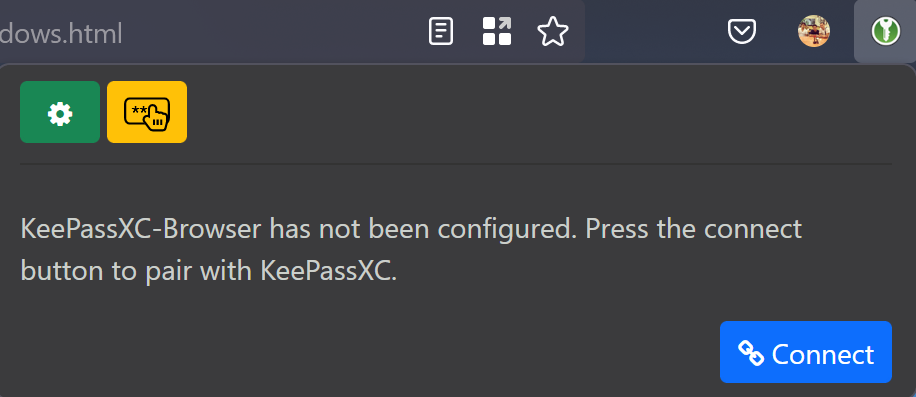 dows.html
**
KeePassXC-Browser has not been configured. Press the connect
button to pair with KeePassXC.
Connect